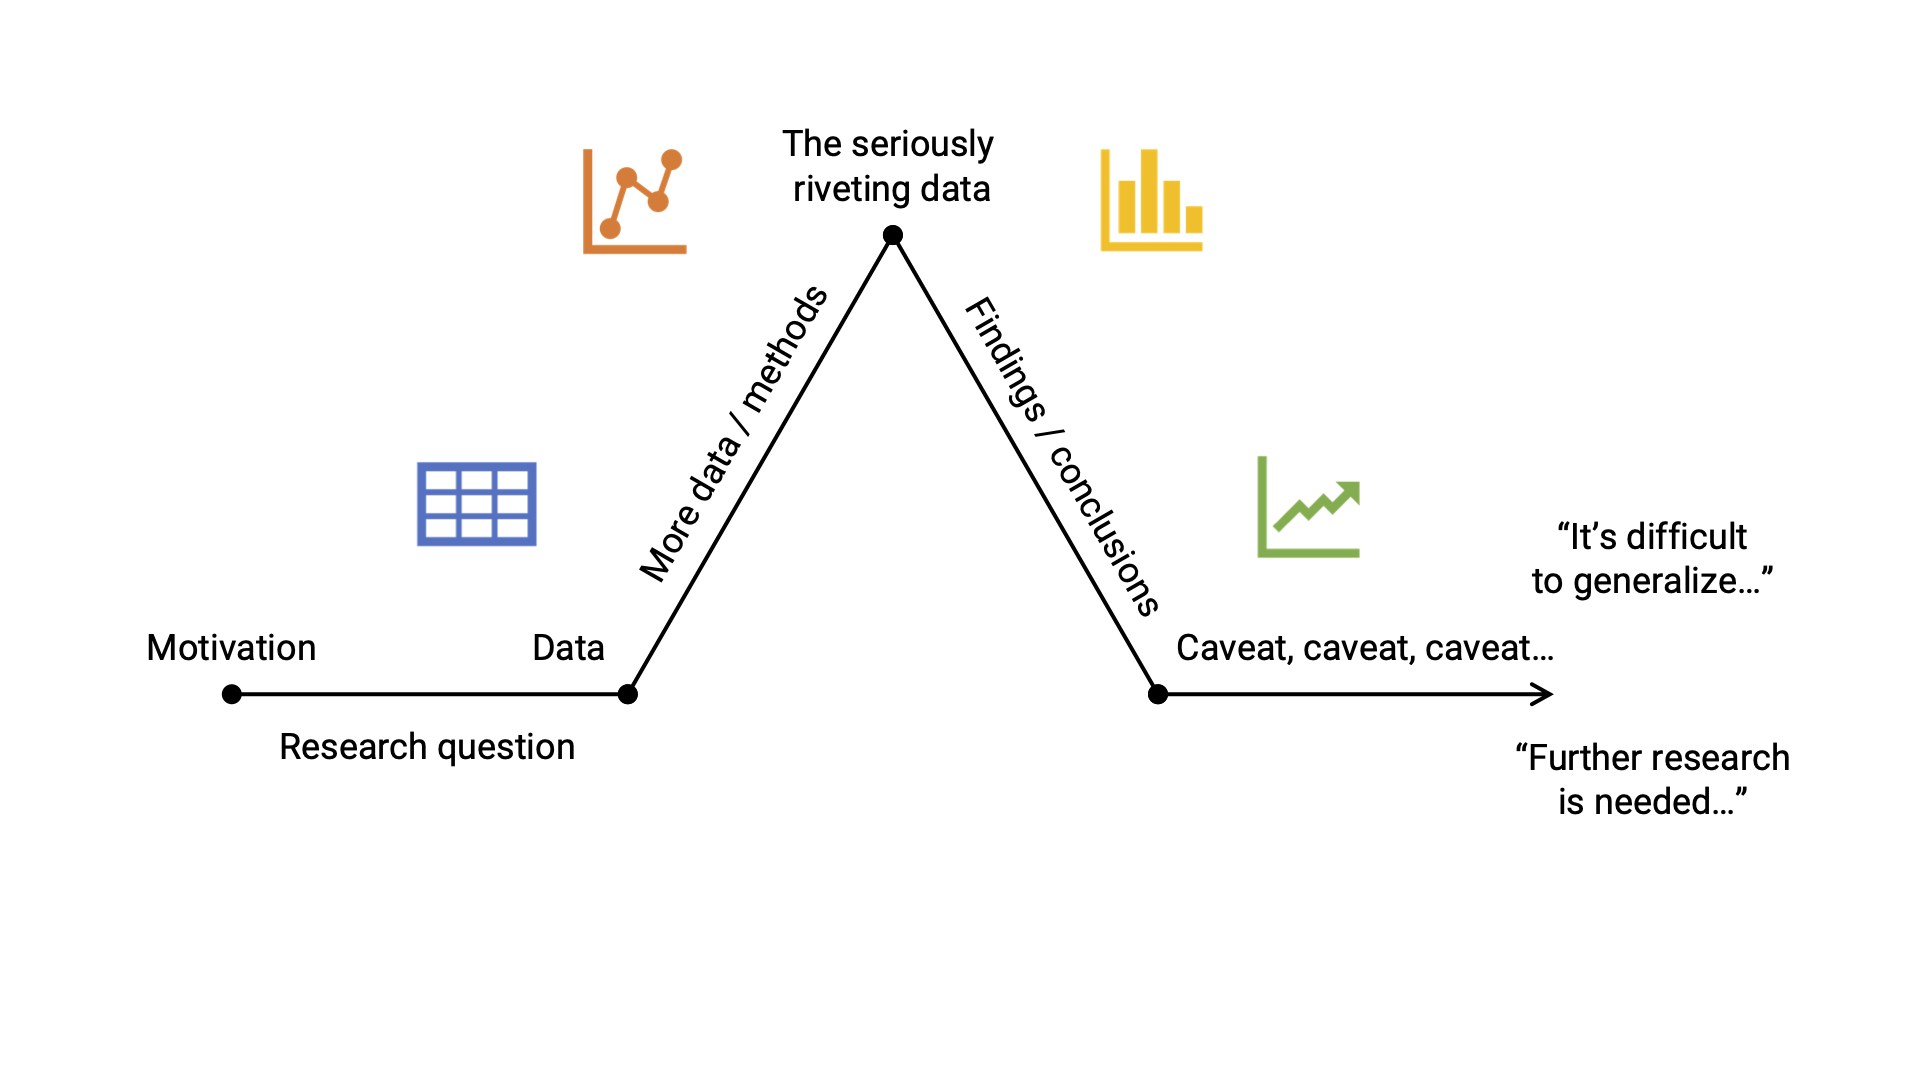 The seriously
riveting data
More data / methods
Findings / conclusions
“It’s difficult
to generalize…”
Motivation
Data
Caveat, caveat, caveat…
Research question
“Further research
is needed…”